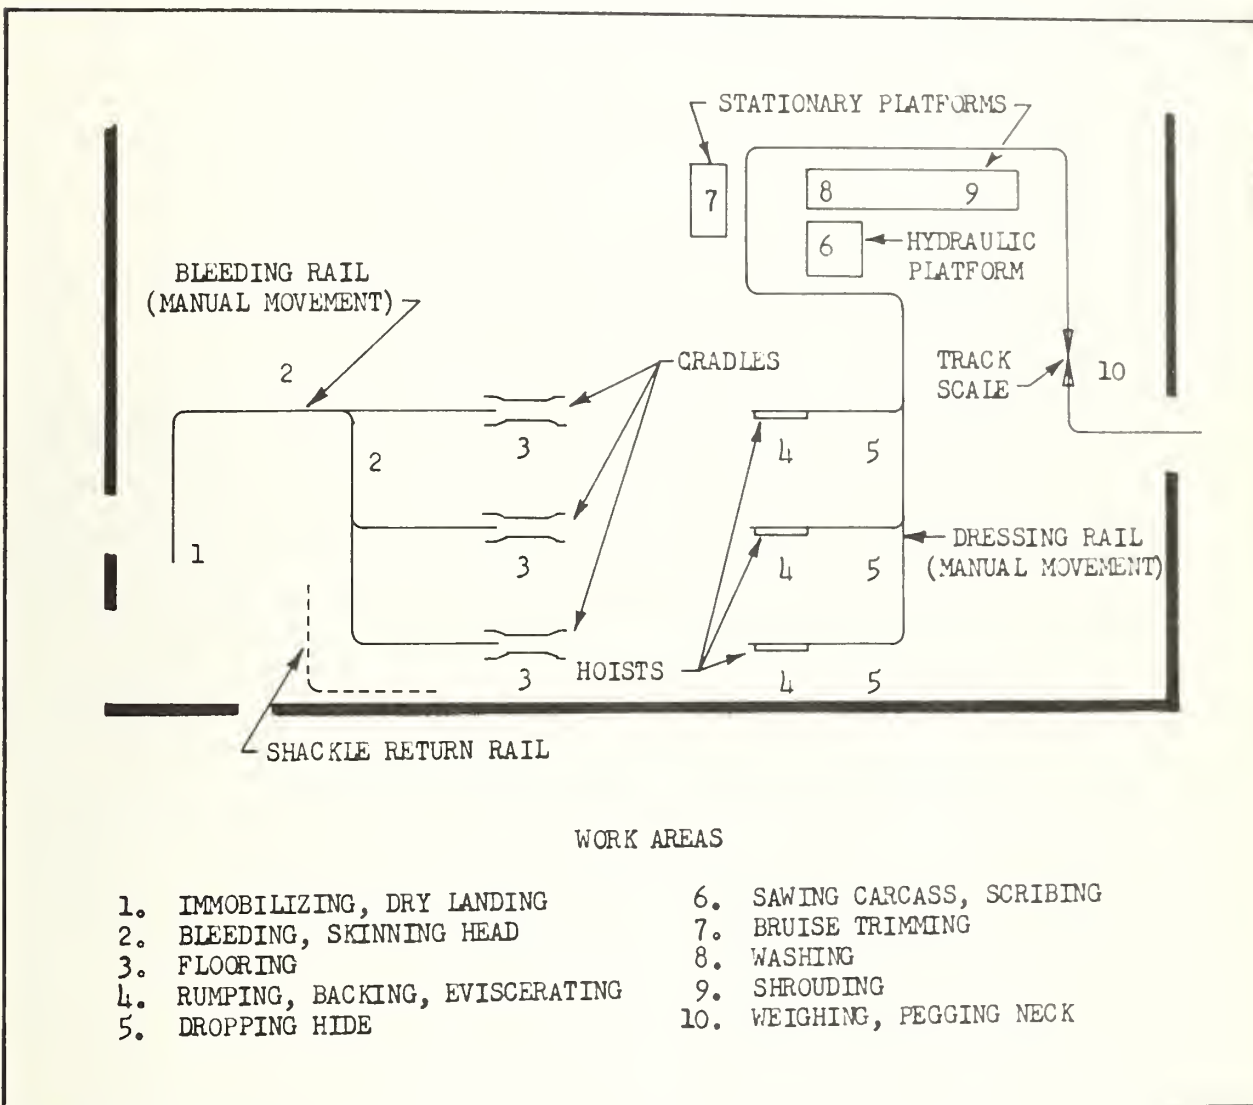 STATIONARY PLATFORMS
7
8
9
6
HYDRAULIC
PLATFORM
BLEEDING RAIL
(MANUAL MOVEMENT)
2
CRADLES
TRACK
SCALE
10
3
4
5
2
1
3
4
5
DRESSING RAIL
(MANUAL MOVEMENT)
3
HOISTS
4
5
SHACKLE RETURN RAIL
WORK AREAS
1. IMMOBILIZING, DRY LANDING
2. BLEEDING, SKINNING HEAD
3. FLOORING
4. RUMPING, BACKING, EVISCERATING
5. DROPPING HIDE
6. SAWING CARCASS, SCRIBING
7. BRUISE TRIMMING
8. WASHING
9. SHROUDING
10. WEIGHING, PEGGING NECK